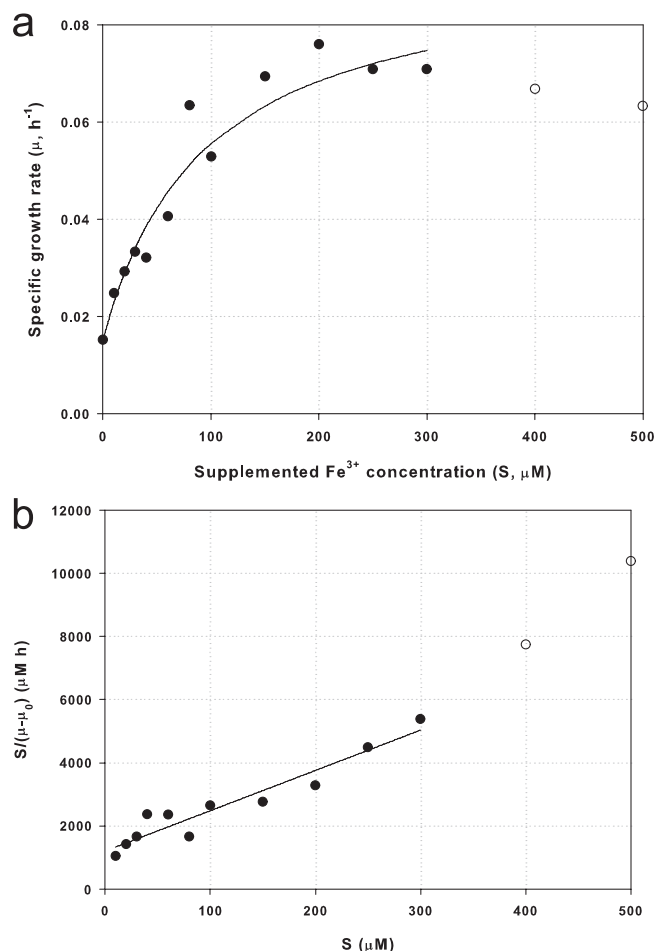 a
0.08
0.06
0.04
0.02
0.00
Specific growth rate (μ, h⁻¹)
0 100 200 300 400 500
Supplemented Fe³⁺ concentration (S, μM)
b
12000
10000
8000
6000
4000
2000
0
S/(μ-μ₀) (μM h)
0 100 200 300 400 500
S (μM)